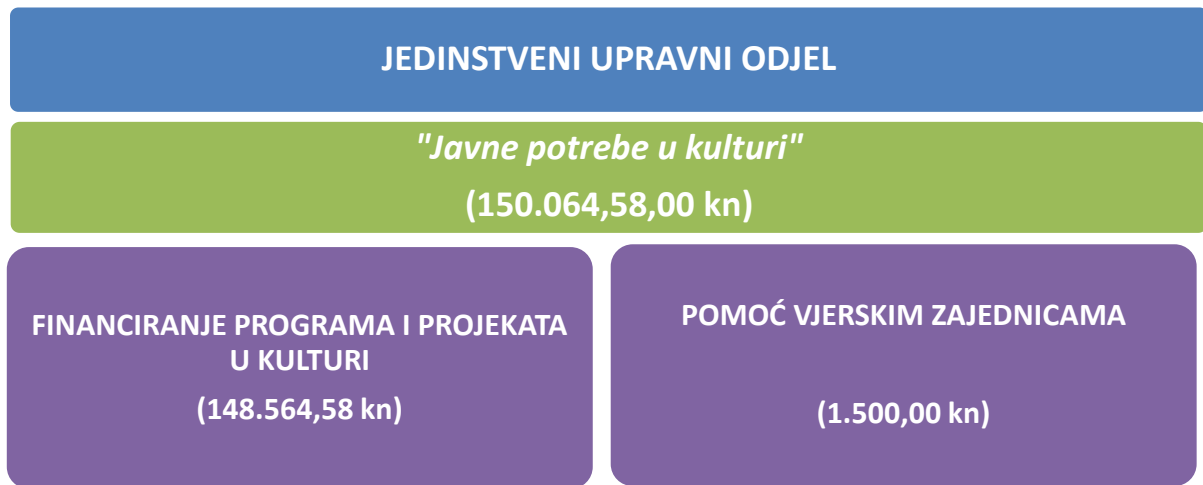 JEDINSTVENI UPRAVNI ODJEL
"Javne potrebe u kulturi"
(150.064,58,00 kn)
FINANCIRANJE PROGRAMA I PROJEKATA
U KULTURI
(148.564,58 kn)
POMOĆ VJERSKIM ZAJEDNICAMA
(1.500,00 kn)